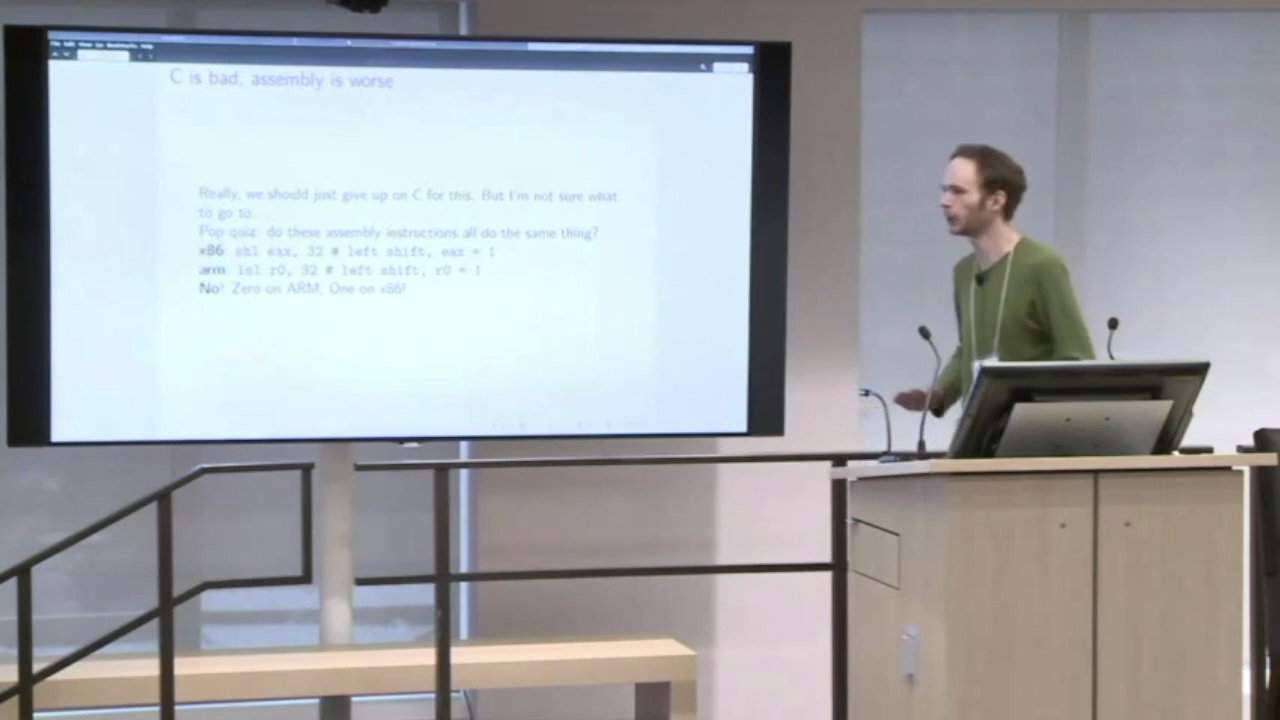 C is bad, assembly is worse
Really, we should just give up on C for this. But I'm not sure what
to go to...
Pop quiz: do these assembly instructions all do the same thing?
x86: shl eax, 32 # left shift, eax = 1
arm: lsl r0, 32 # left shift, r0 = 1
No! Zero on ARM, One on x86!